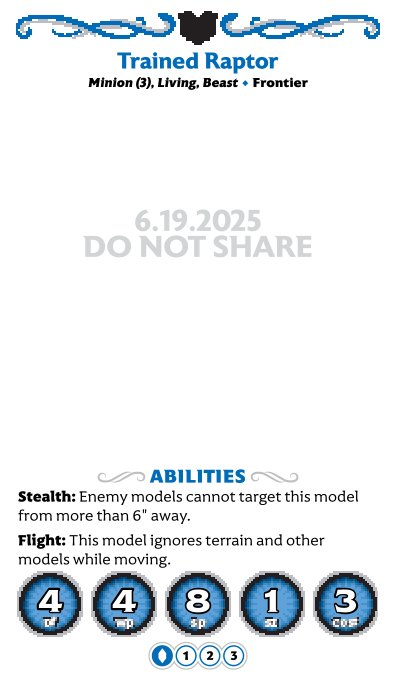 Trained Raptor
Minion (3), Living, Beast ♦ Frontier
6.19.2025
DO NOT SHARE
ABILITIES
Stealth: Enemy models cannot target this model
from more than 6" away.
Flight: This model ignores terrain and other
models while moving.
4 4 8 1 3
wp sp sz cost
1 2 3